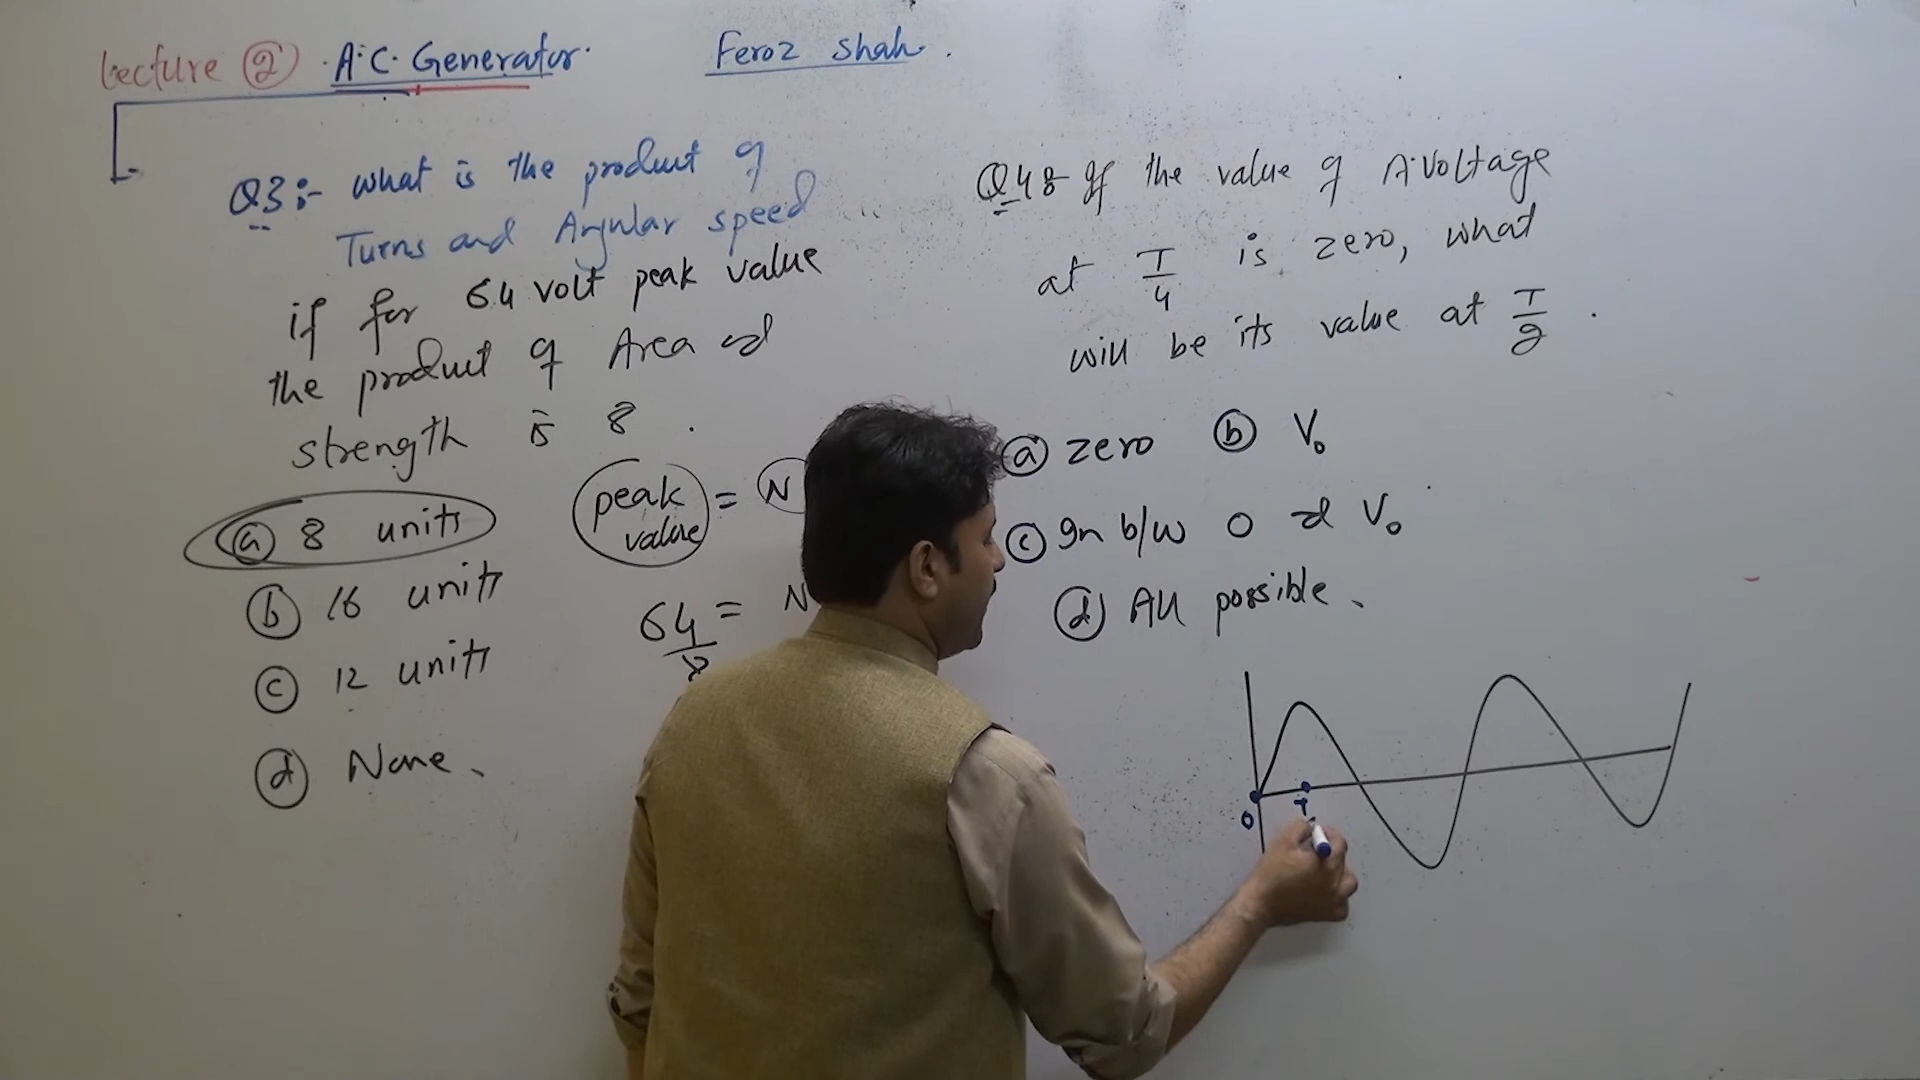 Lecture ② A.C. Generator.
Feroz Shah.
Q3:- What is the product of
Turns and Angular speed
if for 64 volt peak value
the product of Area ad
strength is 8.
ⓐ 8 units
ⓑ 16 units
ⓒ 12 units
ⓓ None.
peak value = N
64/8 = N
Q48- If the value of A.Voltage
at T/4 is zero, what
will be its value at T/2.
ⓐ zero ⓑ V₀
ⓒ In b/w 0 d V₀
ⓓ All possible.
0 T